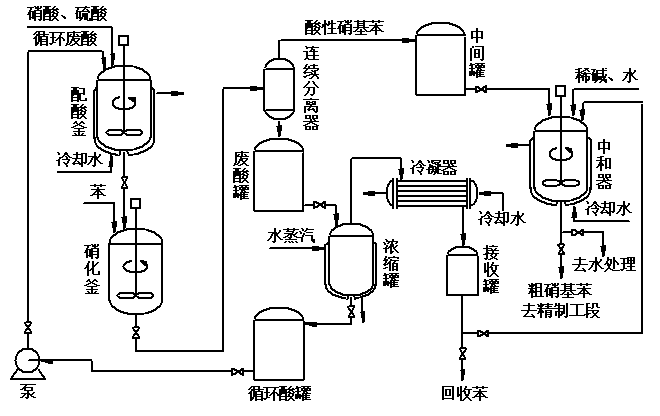 硝酸、硫酸
循环废酸
配酸釜
冷却水
苯
硝化釜
泵
酸性硝基苯
连续分离器
废酸罐
水蒸汽
浓缩罐
循环酸罐
冷凝器
冷却水
接收罐
回收苯
中间罐
稀碱、水
中和器
冷却水
去水处理
粗硝基苯
去精制工段